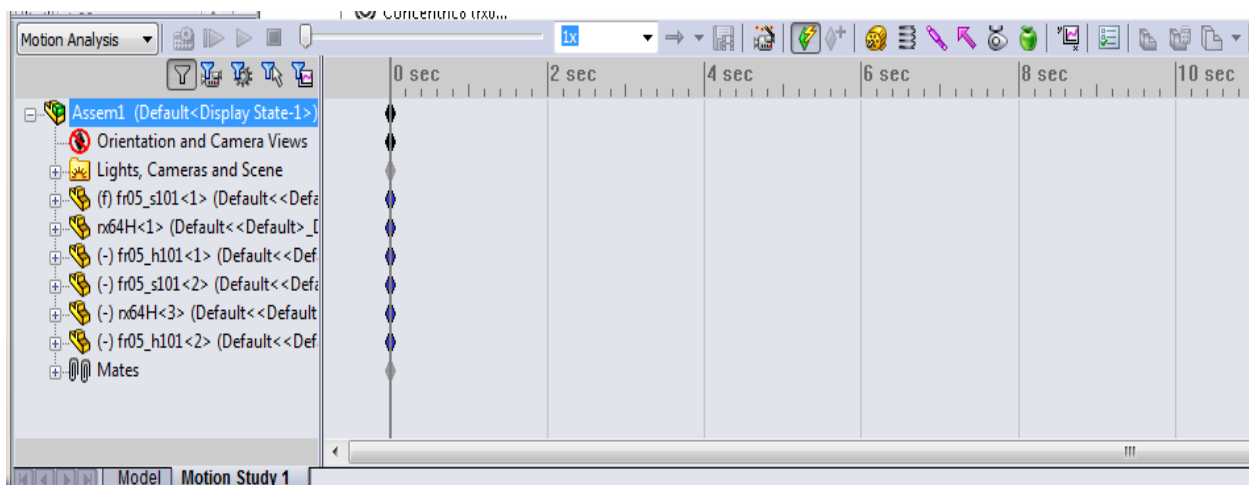 Motion Analysis
1x
0 sec 2 sec 4 sec 6 sec 8 sec 10 sec
Assem1 (Default<Display State-1>)
Orientation and Camera Views
Lights, Cameras and Scene
(f) fr05_s101<1> (Default<<Defa
rx64H<1> (Default<<Default>_D
(-) fr05_h101<1> (Default<<Def
(-) fr05_s101<2> (Default<<Defa
(-) rx64H<3> (Default<<Default
(-) fr05_h101<2> (Default<<Def
Mates
Model Motion Study 1